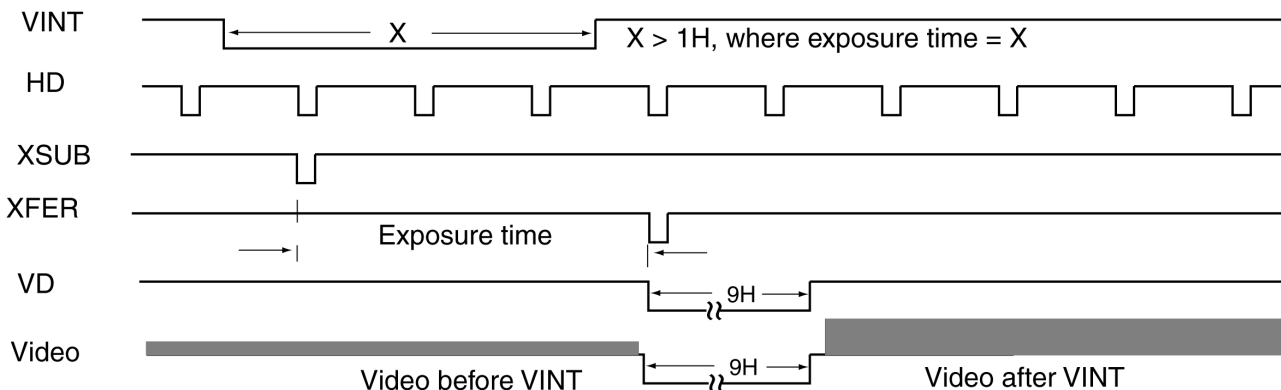 VINT
X
X > 1H, where exposure time = X
HD
XSUB
XFER
Exposure time
VD
9H
Video
9H
Video before VINT
Video after VINT